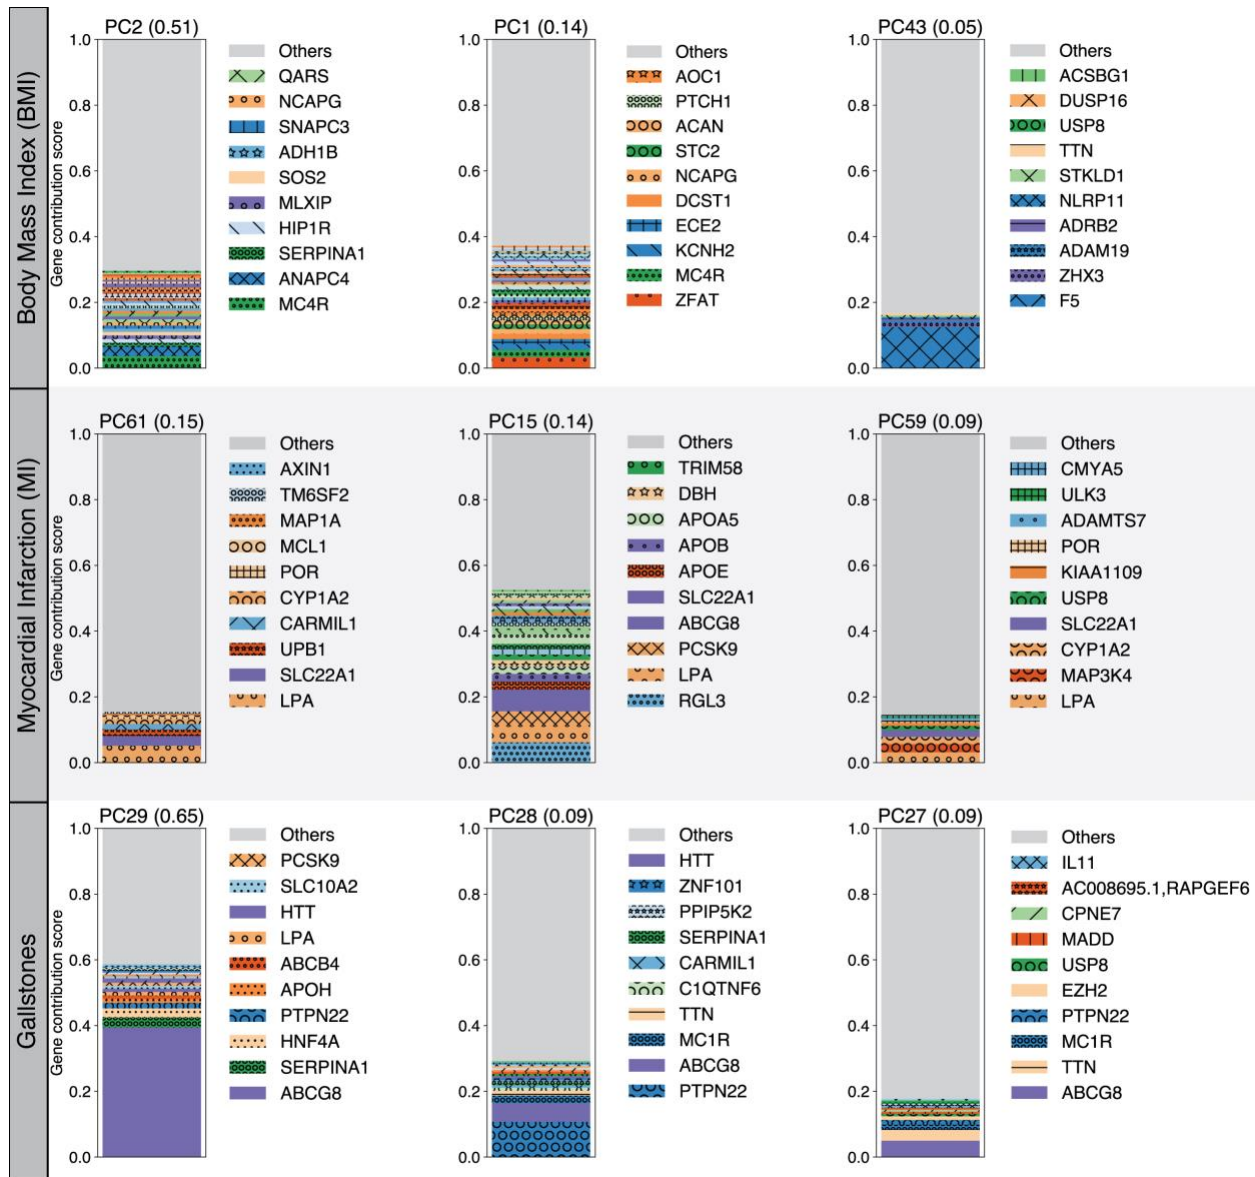 Body Mass Index (BMI)
PC2 (0.51)
Gene contribution score
1.0
0.8
0.6
0.4
0.2
0.0
Others
QARS
NCAPG
SNAPC3
ADH1B
SOS2
MLXIP
HIP1R
SERPINA1
ANAPC4
MC4R
PC1 (0.14)
1.0
0.8
0.6
0.4
0.2
0.0
Others
AOC1
PTCH1
ACAN
STC2
NCAPG
DCST1
ECE2
KCNH2
MC4R
ZFAT
PC43 (0.05)
1.0
0.8
0.6
0.4
0.2
0.0
Others
ACSBG1
DUSP16
USP8
TTN
STKLD1
NLRP11
ADRB2
ADAM19
ZHX3
F5
Myocardial Infarction (MI)
PC61 (0.15)
Gene contribution score
1.0
0.8
0.6
0.4
0.2
0.0
Others
AXIN1
TM6SF2
MAP1A
MCL1
POR
CYP1A2
CARMIL1
UPB1
SLC22A1
LPA
PC15 (0.14)
1.0
0.8
0.6
0.4
0.2
0.0
Others
TRIM58
DBH
APOA5
APOB
APOE
SLC22A1
ABCG8
PCSK9
LPA
RGL3
PC59 (0.09)
1.0
0.8
0.6
0.4
0.2
0.0
Others
CMYA5
ULK3
ADAMTS7
POR
KIAA1109
USP8
SLC22A1
CYP1A2
MAP3K4
LPA
Gallstones
PC29 (0.65)
Gene contribution score
1.0
0.8
0.6
0.4
0.2
0.0
Others
PCSK9
SLC10A2
HTT
LPA
ABCB4
APOH
PTPN22
HNF4A
SERPINA1
ABCG8
PC28 (0.09)
1.0
0.8
0.6
0.4
0.2
0.0
Others
HTT
ZNF101
PPIP5K2
SERPINA1
CARMIL1
C1QTNF6
TTN
MC1R
ABCG8
PTPN22
PC27 (0.09)
1.0
0.8
0.6
0.4
0.2
0.0
Others
IL11
AC008695.1,RAPGEF6
CPNE7
MADD
USP8
EZH2
PTPN22
MC1R
TTN
ABCG8